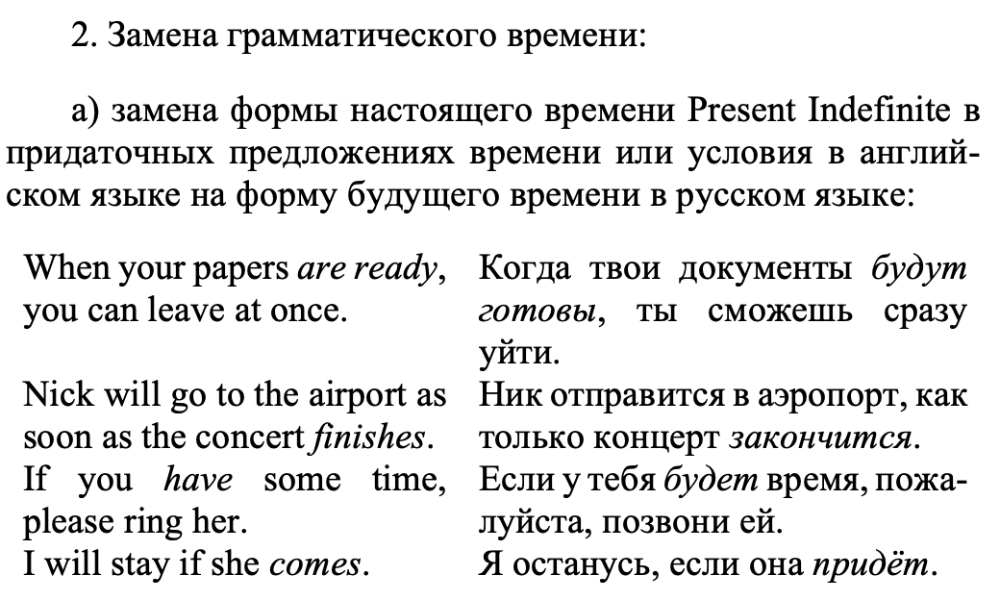 2. Замена грамматического времени:
а) замена формы настоящего времени Present Indefinite в
придаточных предложениях времени или условия в англий-
ском языке на форму будущего времени в русском языке:
When your papers are ready,
you can leave at once.
Когда твои документы будут
готовы, ты сможешь сразу
уйти.
Nick will go to the airport as
soon as the concert finishes.
Ник отправится в аэропорт, как
только концерт закончится.
If you have some time,
please ring her.
Если у тебя будет время, пожа-
луйста, позвони ей.
I will stay if she comes.
Я останусь, если она придёт.